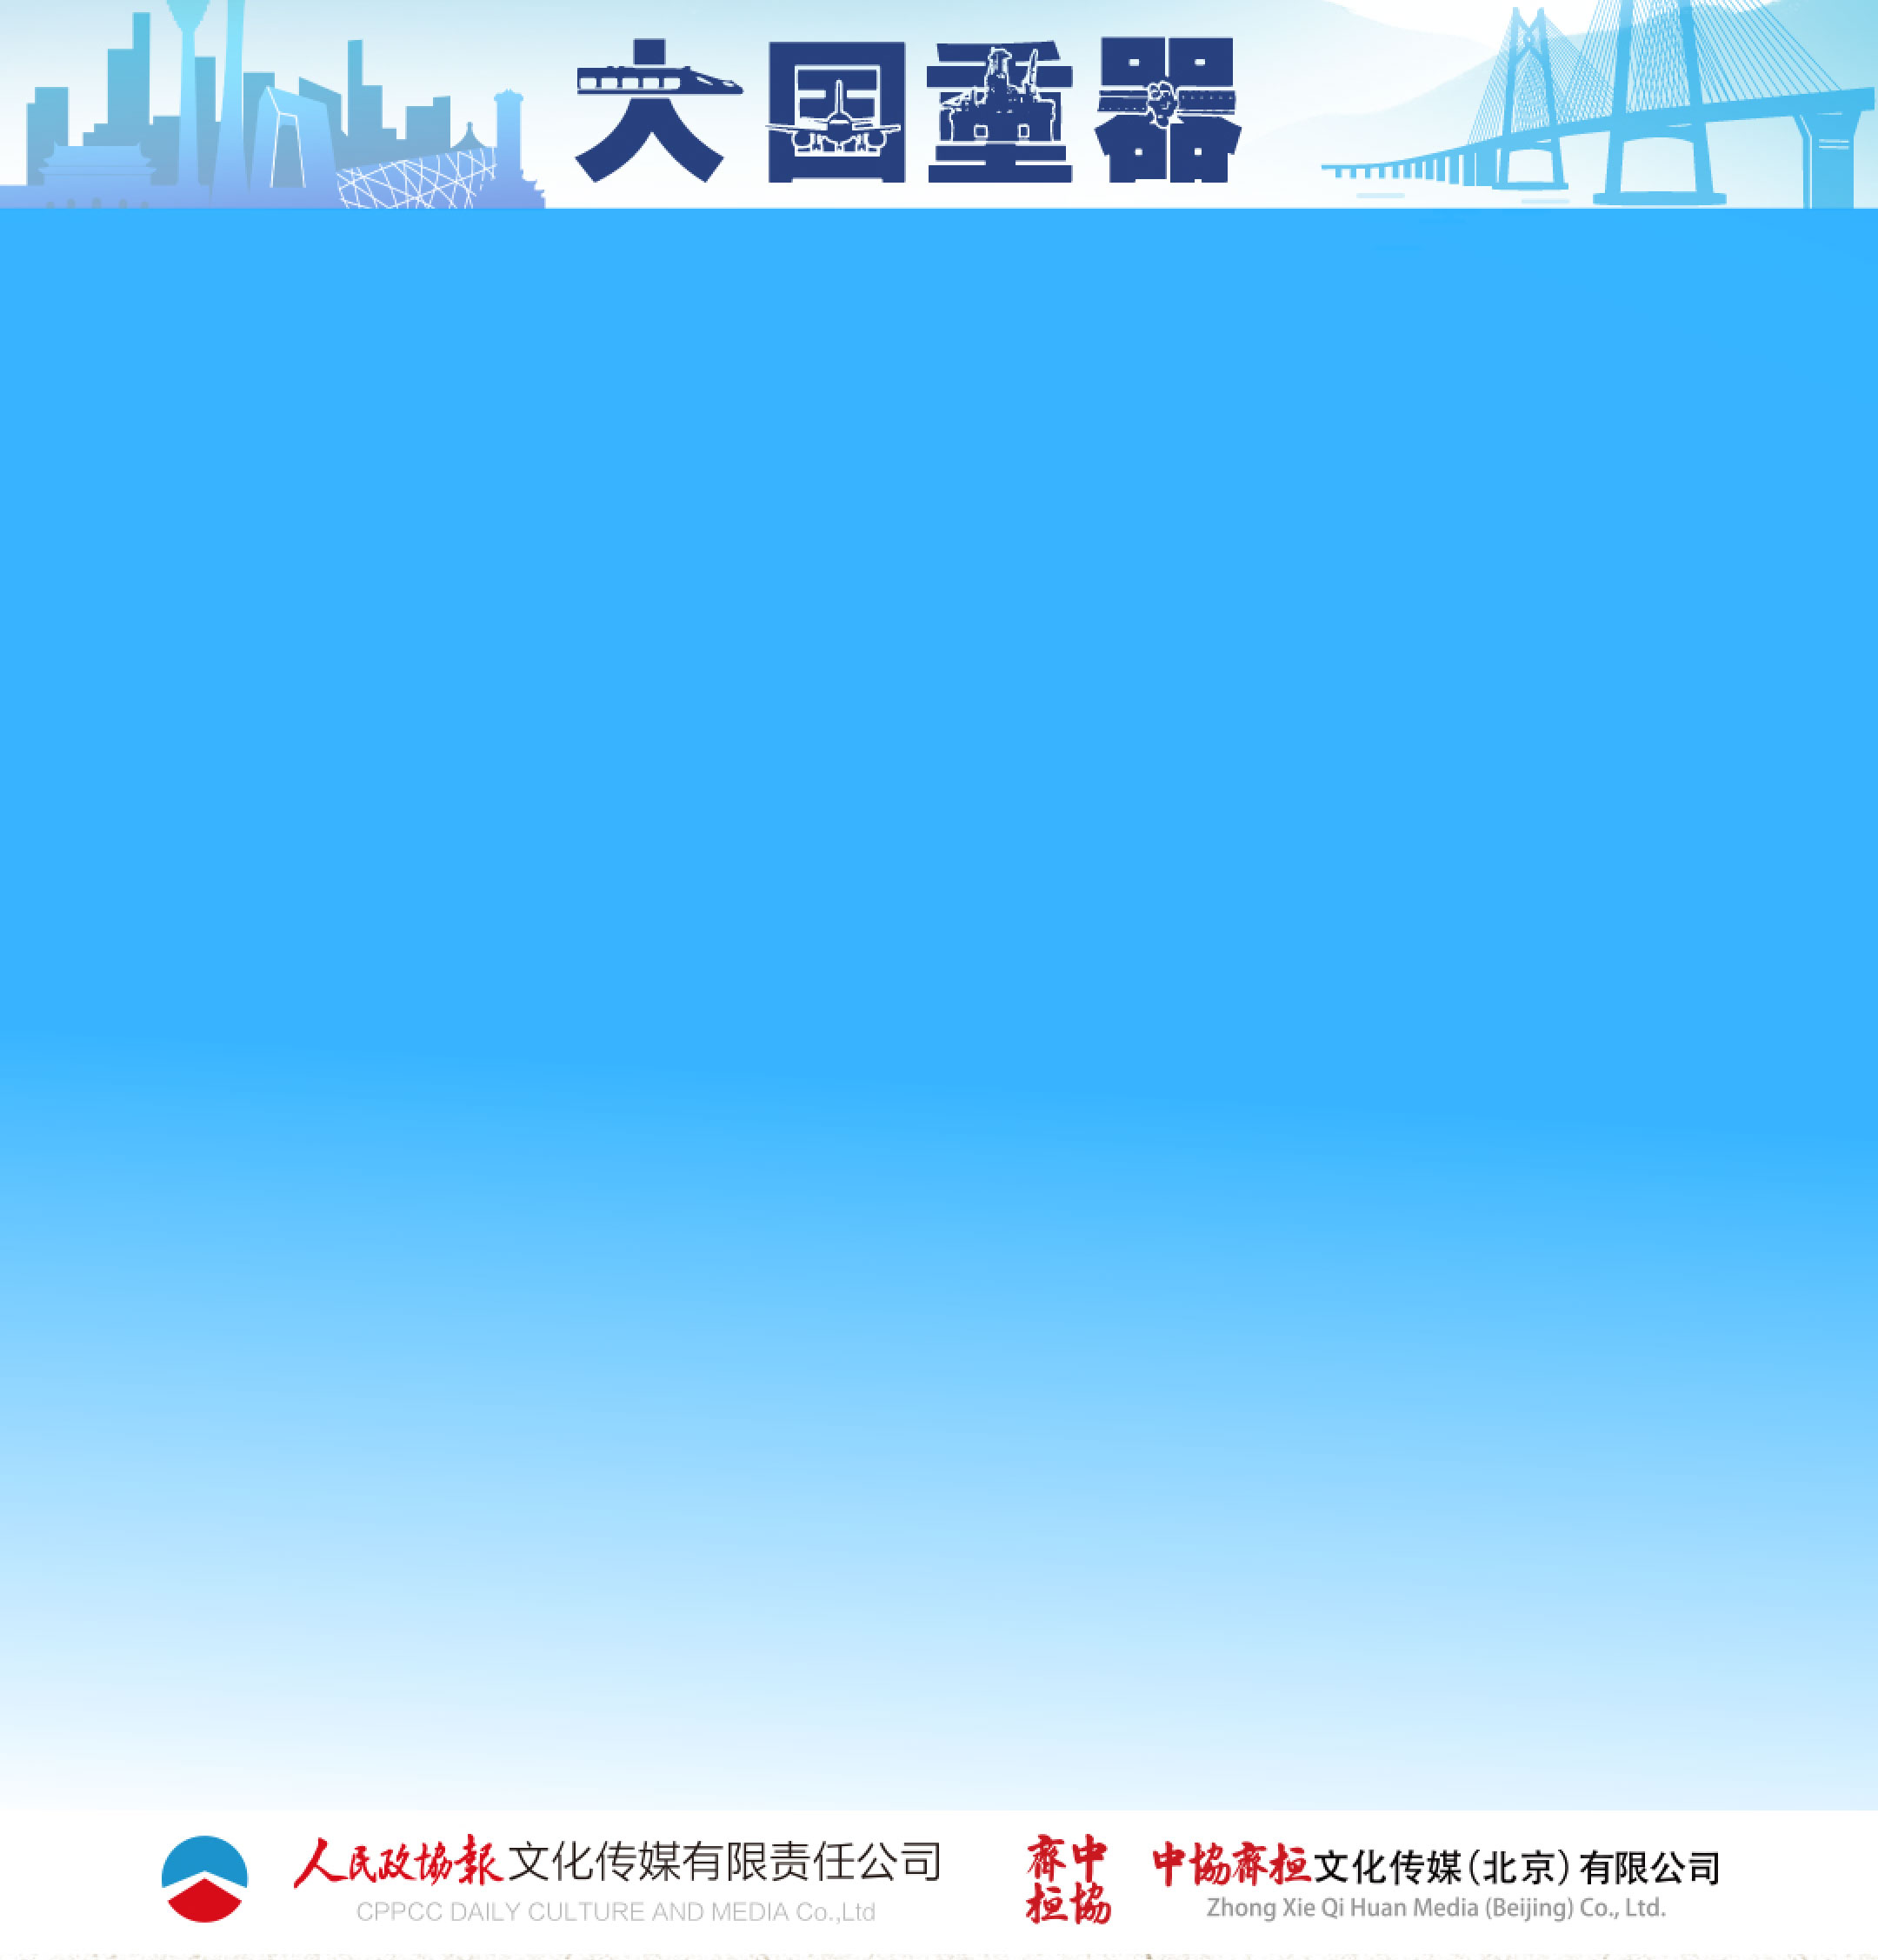 大国重器
人民政协報文化传媒有限责任公司
CPPCC DAILY CULTURE AND MEDIA Co.,Ltd
齊中
桓協
中協齊桓文化传媒（北京）有限公司
Zhong Xie Qi Huan Media (Beijing) Co., Ltd.